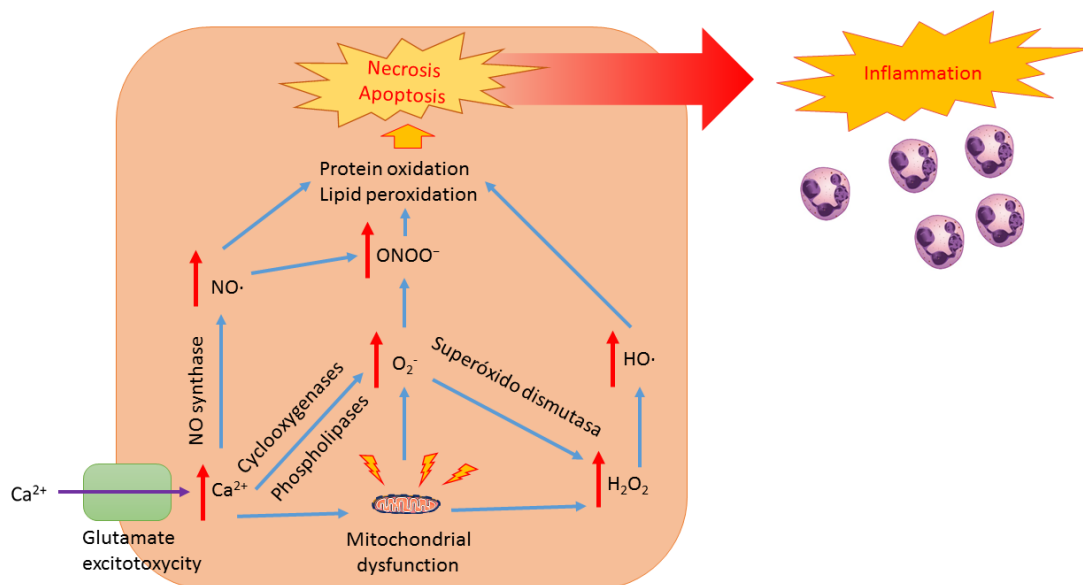 Necrosis
Apoptosis
Inflammation
Protein oxidation
Lipid peroxidation
ONOO⁻
NO·
NO synthase
Cyclooxygenases
Phospholipases
O₂⁻
Superóxido dismutasa
HO·
Ca²⁺
Ca²⁺
H₂O₂
Glutamate
excitotoxycity
Mitochondrial
dysfunction